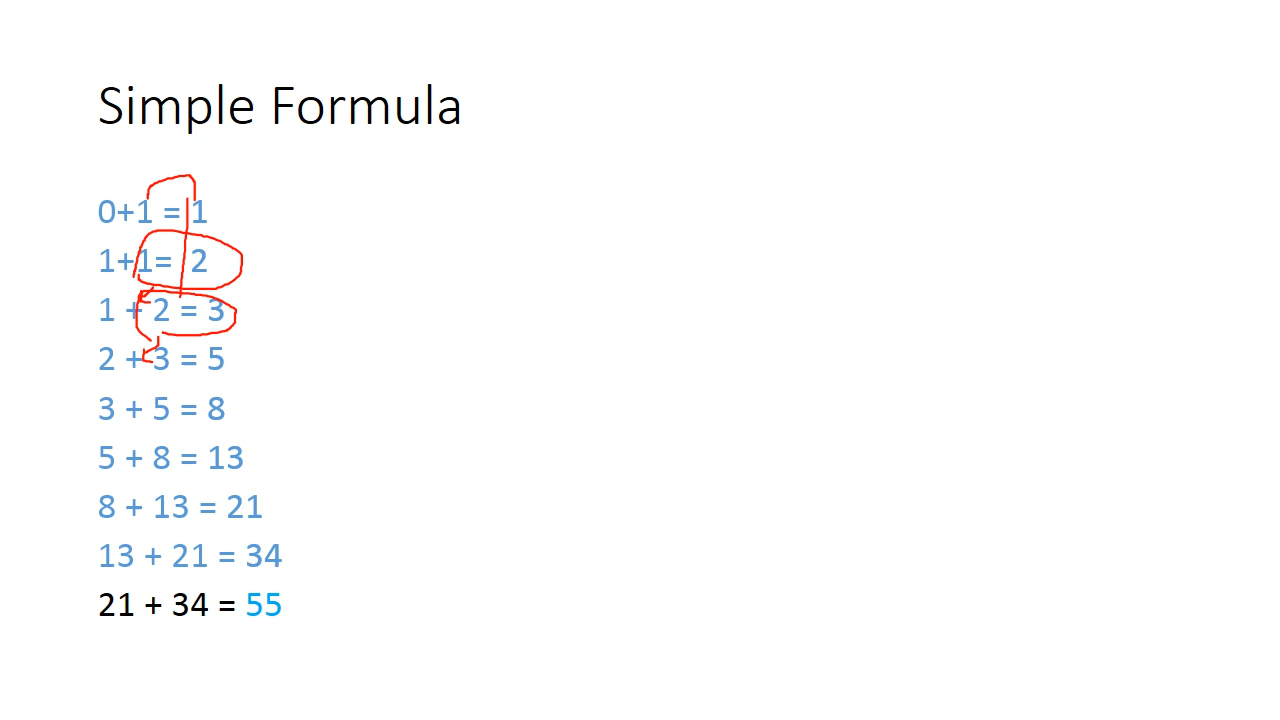 Simple Formula
0+1 = 1
1+1= 2
1 + 2 = 3
2 + 3 = 5
3 + 5 = 8
5 + 8 = 13
8 + 13 = 21
13 + 21 = 34
21 + 34 = 55